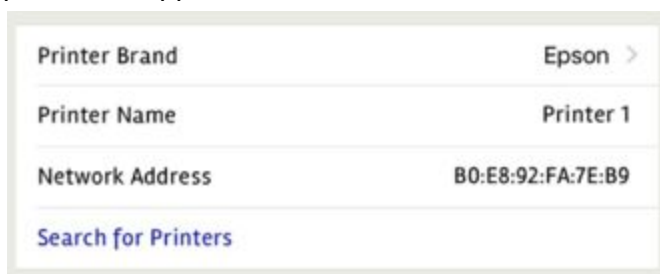 Printer Brand Epson >
Printer Name Printer 1
Network Address B0:E8:92:FA:7E:B9
Search for Printers